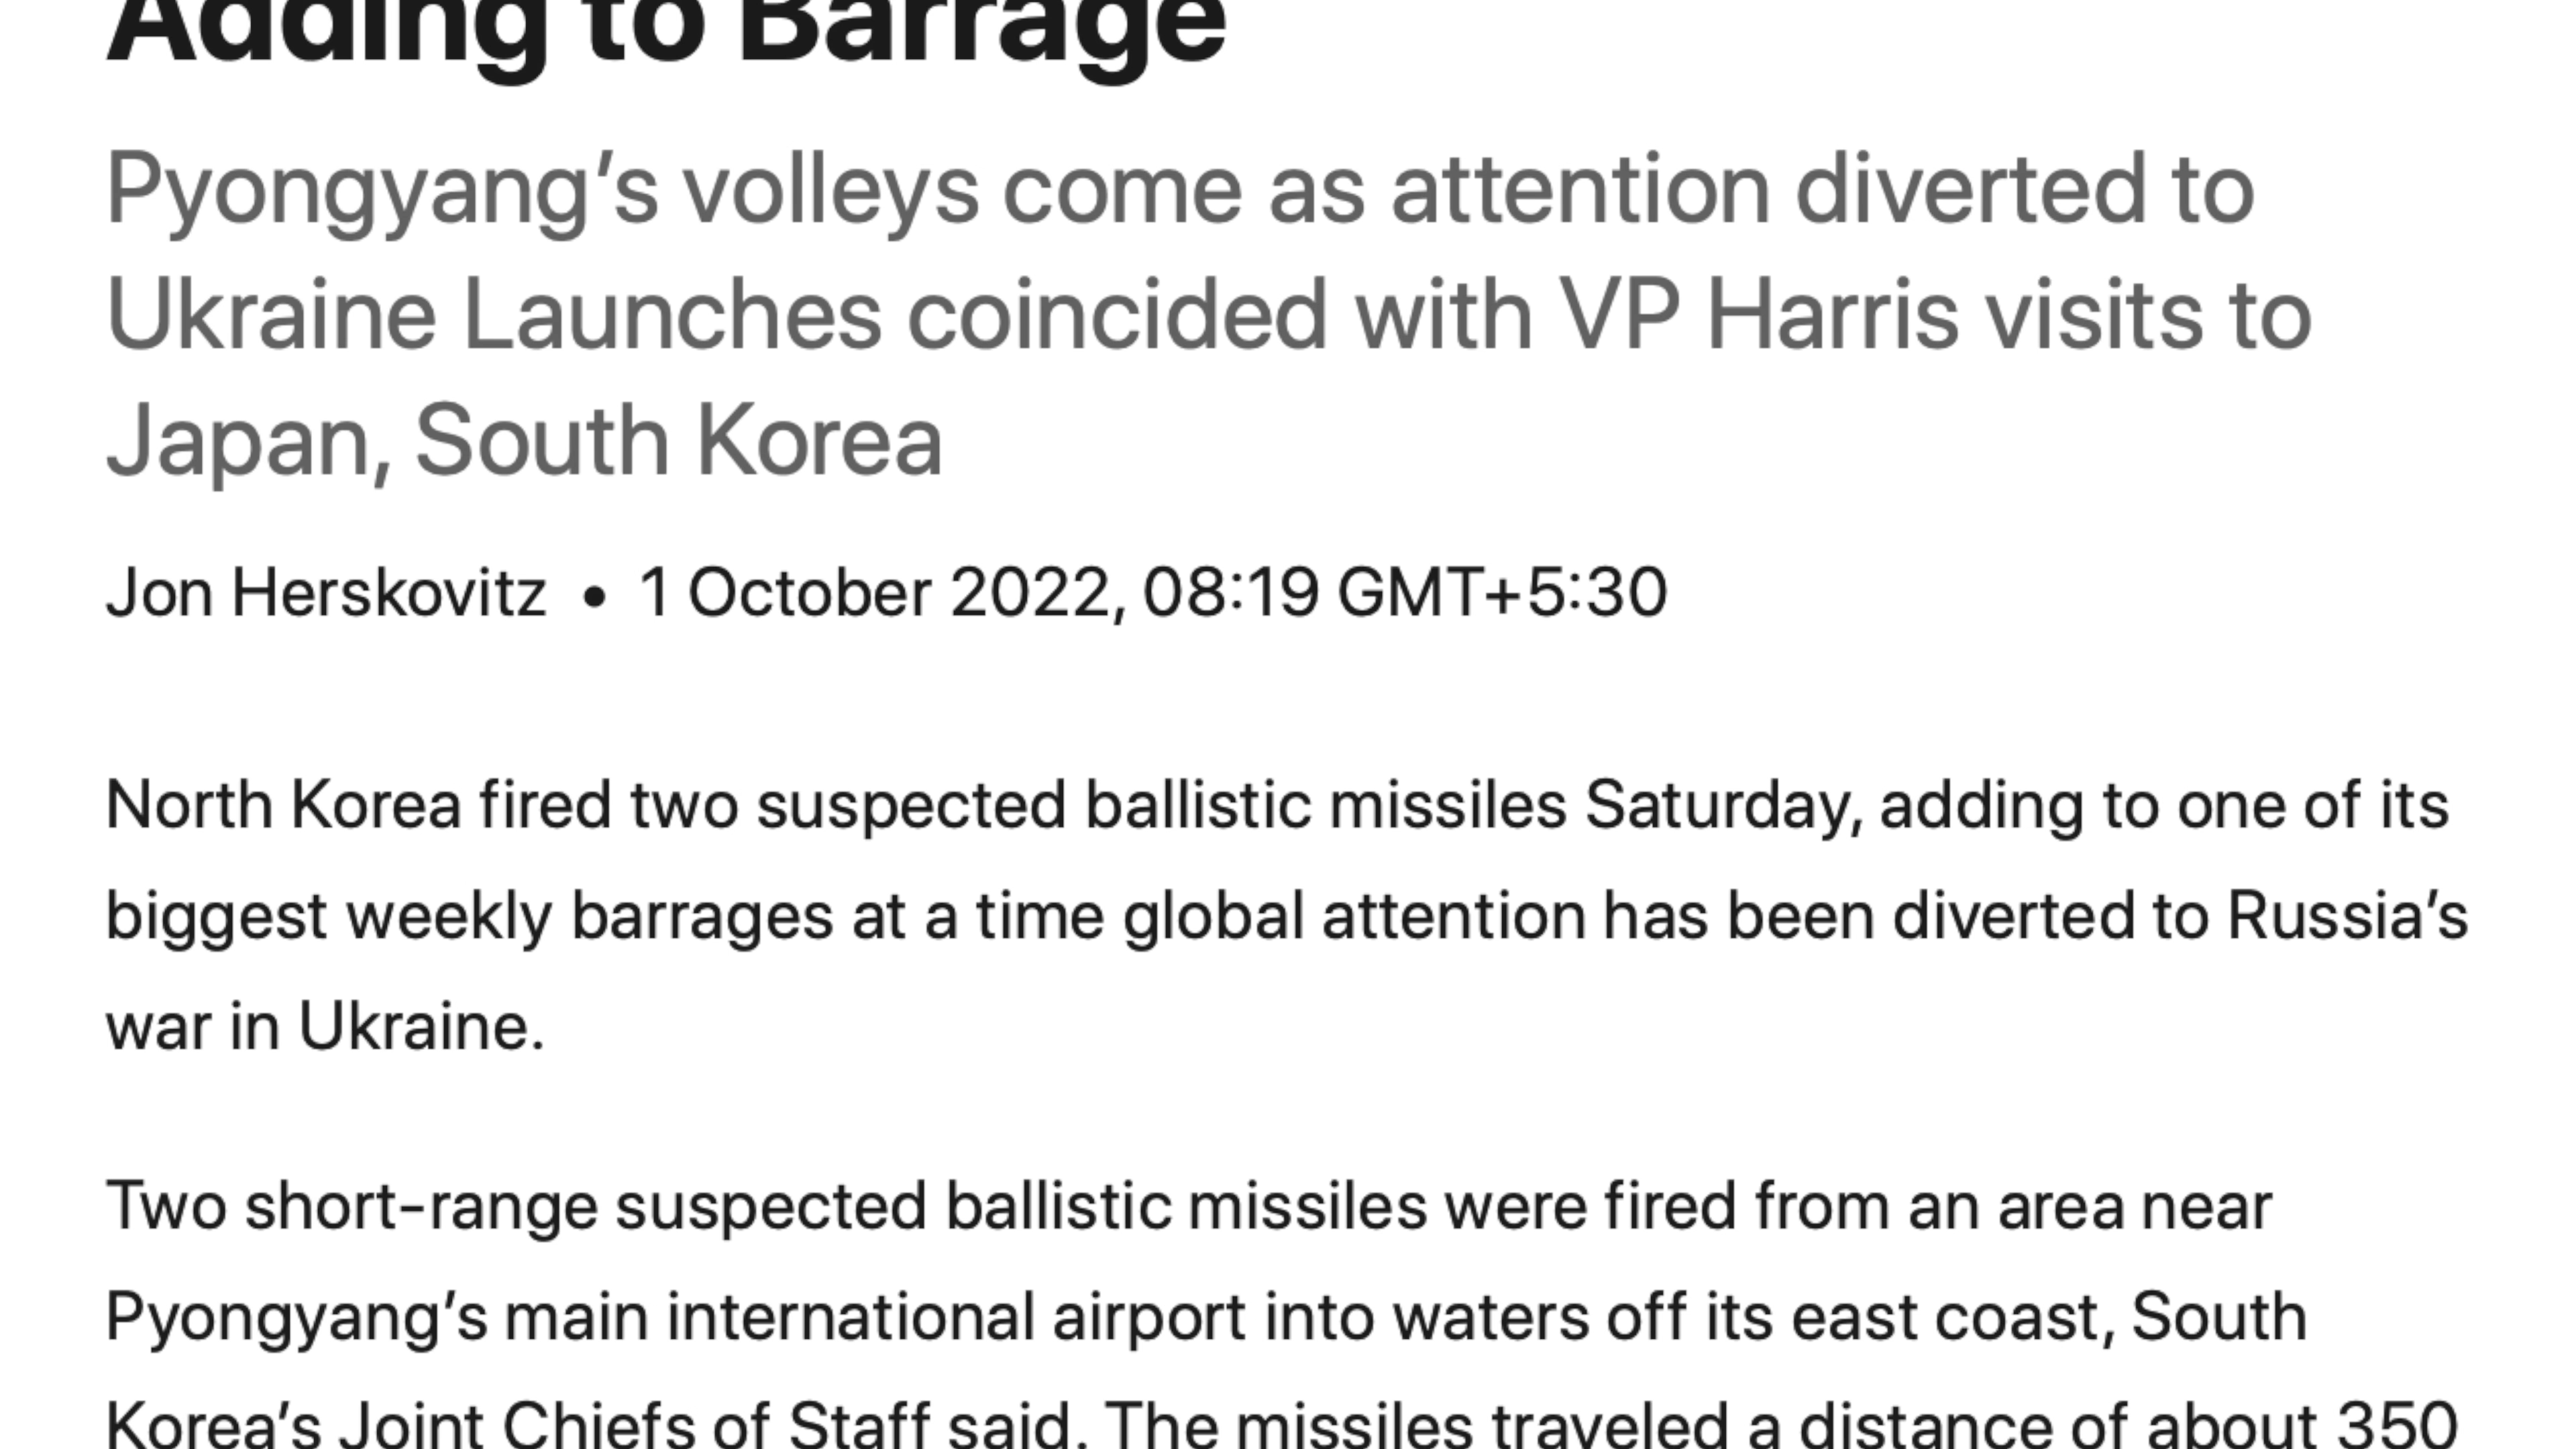 Adding to Barrage
Pyongyang’s volleys come as attention diverted to
Ukraine Launches coincided with VP Harris visits to
Japan, South Korea
Jon Herskovitz • 1 October 2022, 08:19 GMT+5:30
North Korea fired two suspected ballistic missiles Saturday, adding to one of its
biggest weekly barrages at a time global attention has been diverted to Russia’s
war in Ukraine.
Two short-range suspected ballistic missiles were fired from an area near
Pyongyang’s main international airport into waters off its east coast, South
Korea’s Joint Chiefs of Staff said. The missiles traveled a distance of about 350